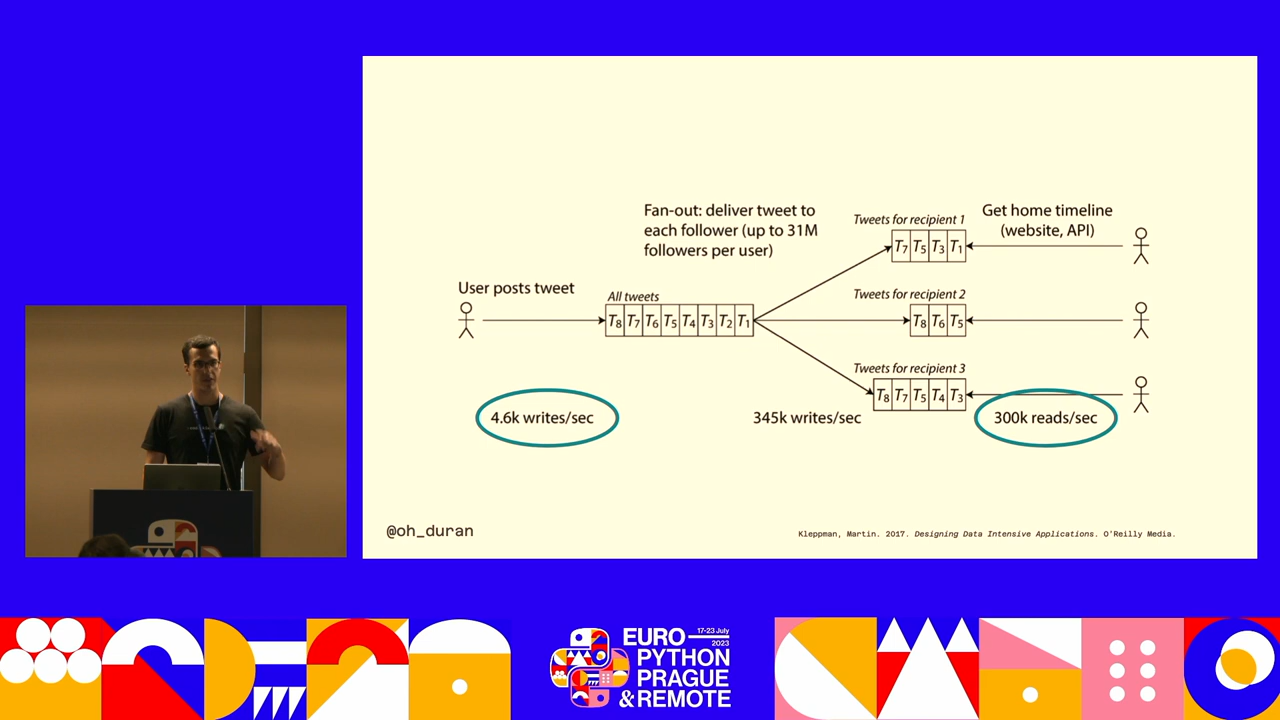 Fan-out: deliver tweet to
each follower (up to 31M
followers per user)
Tweets for recipient 1
Get home timeline
(website, API)
T7 T5 T3 T1
User posts tweet
All tweets
T8 T7 T6 T5 T4 T3 T2 T1
Tweets for recipient 2
T8 T6 T5
Tweets for recipient 3
T8 T7 T5 T4 T3
4.6k writes/sec
345k writes/sec
300k reads/sec
@oh_duran
Kleppman, Martin. 2017. Designing Data Intensive Applications. O'Reilly Media.
17-23 July
2023
EURO
PYTHON
PRAGUE
& REMOTE